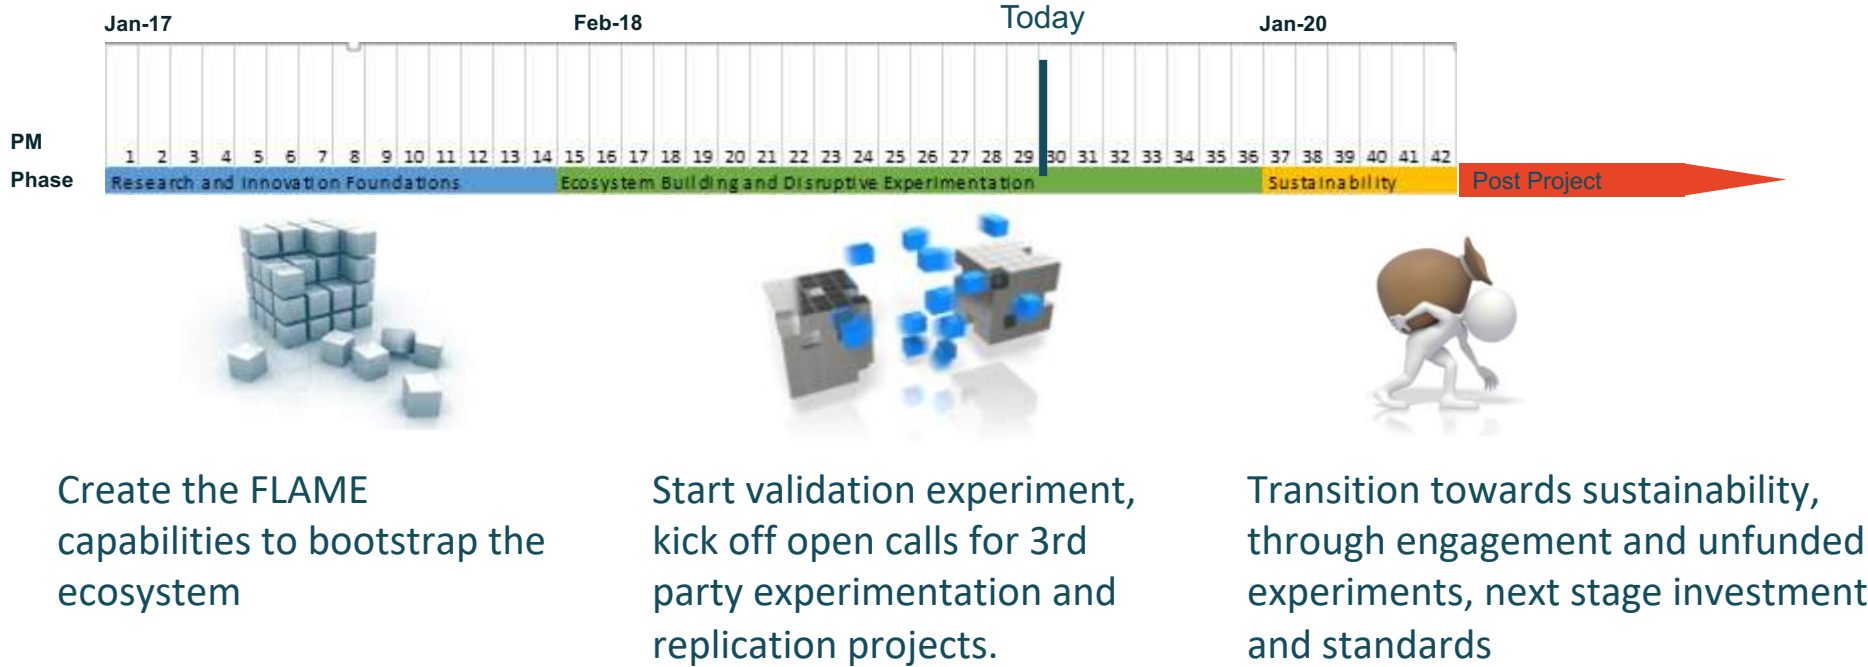 Jan-17 Feb-18 Today Jan-20
PM 1 2 3 4 5 6 7 8 9 10 11 12 13 14 15 16 17 18 19 20 21 22 23 24 25 26 27 28 29 30 31 32 33 34 35 36 37 38 39 40 41 42
Phase Research and Innovation Foundations Ecosystem Building and Disruptive Experimentation Sustainability Post Project
Create the FLAME
capabilities to bootstrap the
ecosystem
Start validation experiment,
kick off open calls for 3rd
party experimentation and
replication projects.
Transition towards sustainability,
through engagement and unfunded
experiments, next stage investment
and standards